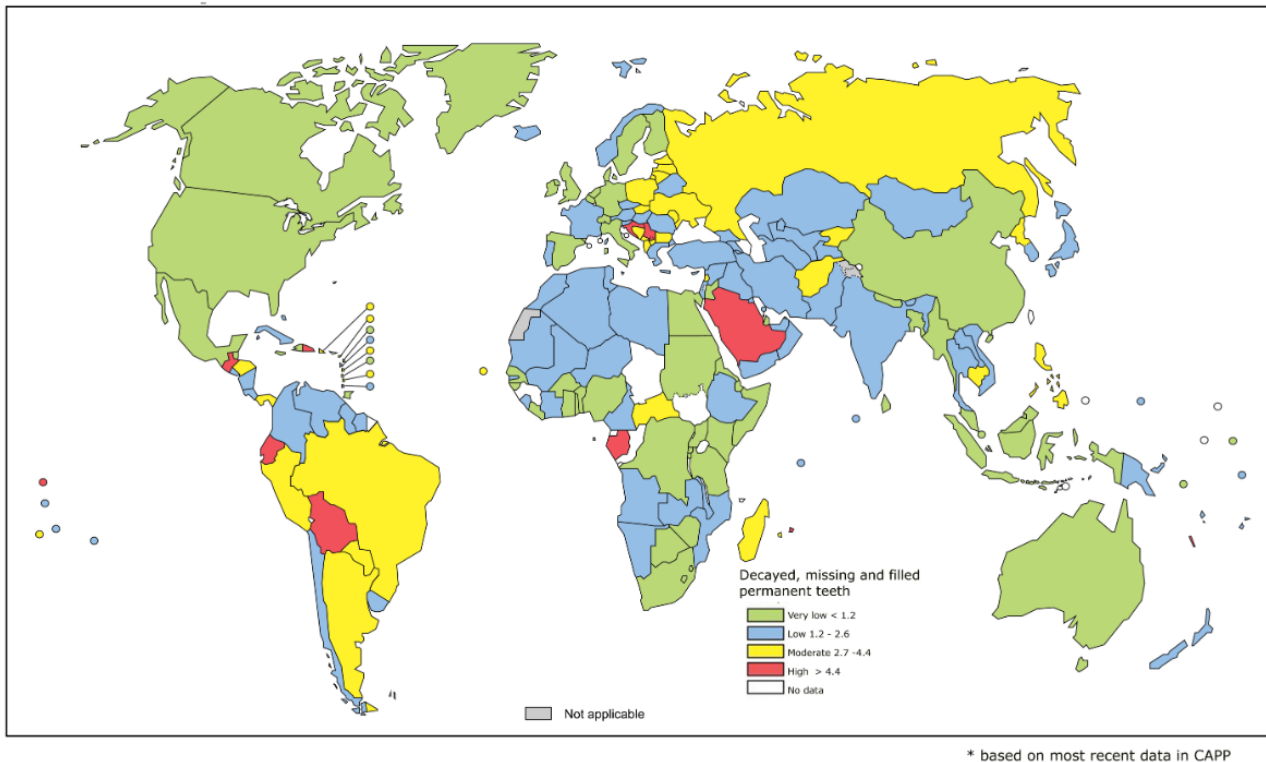 Decayed, missing and filled
permanent teeth
Very low < 1.2
Low 1.2 - 2.6
Moderate 2.7 -4.4
High > 4.4
No data
Not applicable
* based on most recent data in CAPP